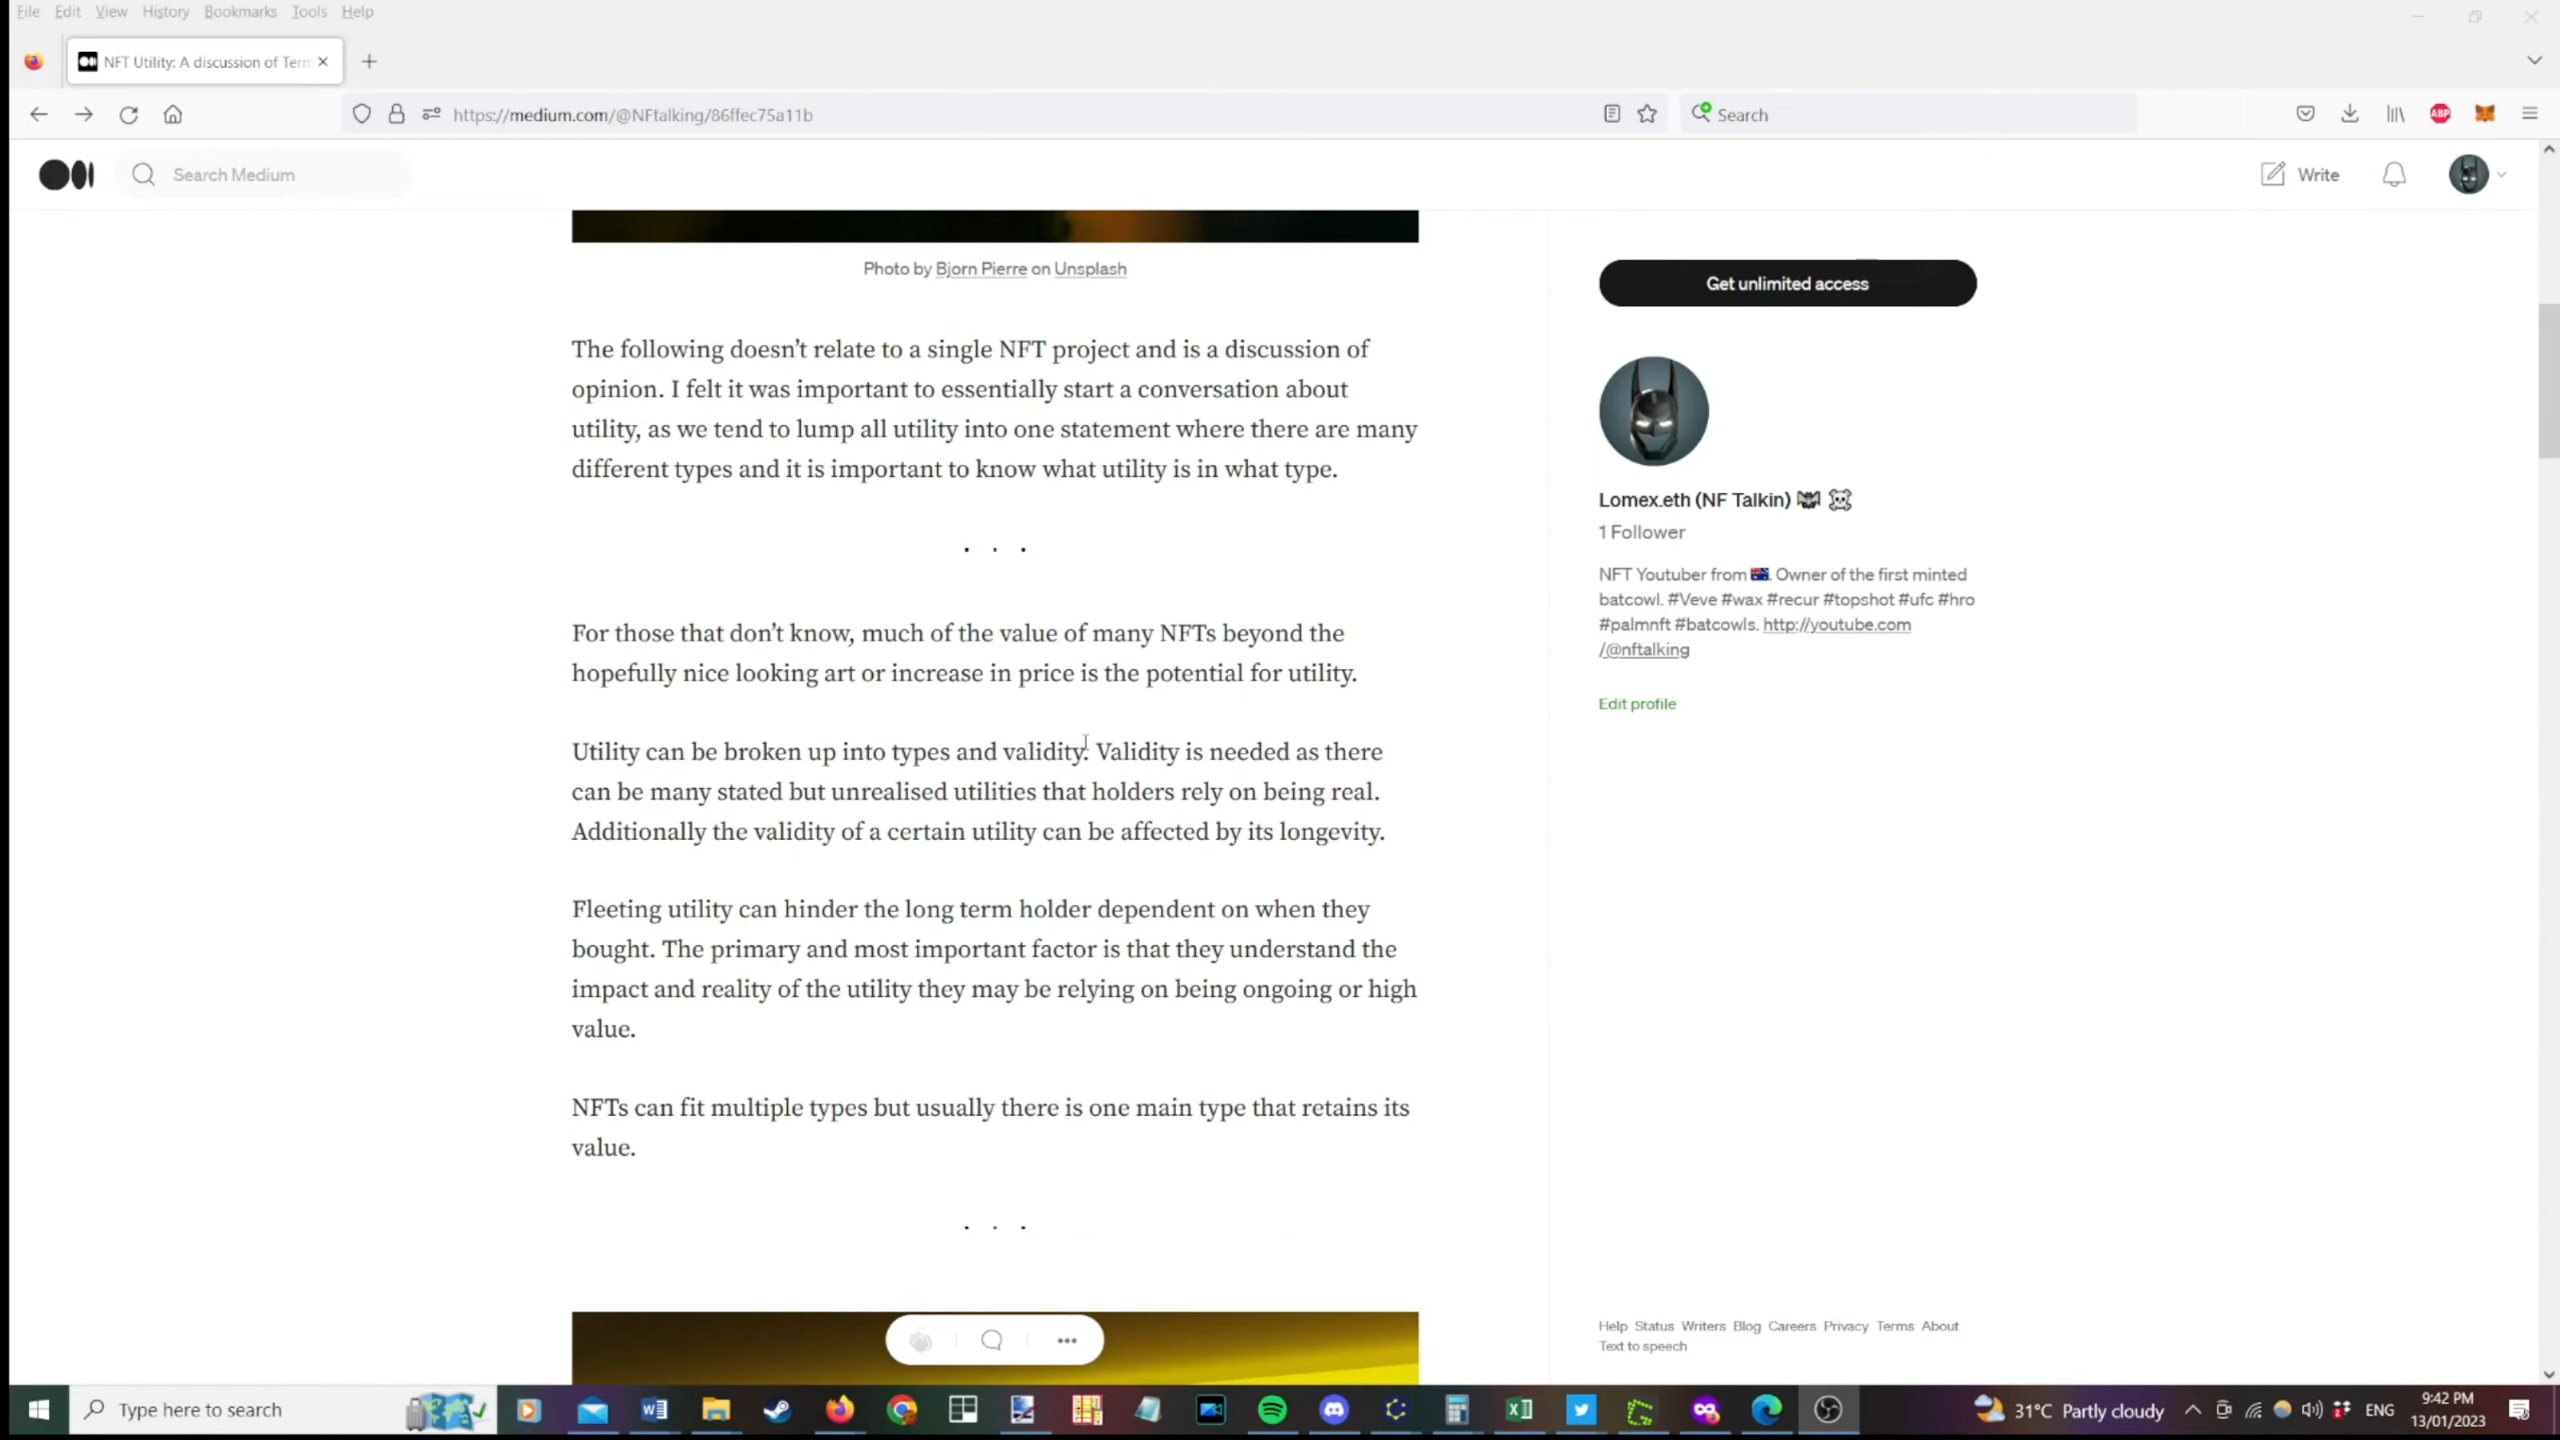 File Edit View History Bookmarks Tools Help
NFT Utility: A discussion of Term
https://medium.com/@NFtalking/86ffec75a11b
Search
Search Medium
Write
Photo by Bjorn Pierre on Unsplash
The following doesn’t relate to a single NFT project and is a discussion of
opinion. I felt it was important to essentially start a conversation about
utility, as we tend to lump all utility into one statement where there are many
different types and it is important to know what utility is in what type.
. . .
For those that don’t know, much of the value of many NFTs beyond the
hopefully nice looking art or increase in price is the potential for utility.
Utility can be broken up into types and validity. Validity is needed as there
can be many stated but unrealised utilities that holders rely on being real.
Additionally the validity of a certain utility can be affected by its longevity.
Fleeting utility can hinder the long term holder dependent on when they
bought. The primary and most important factor is that they understand the
impact and reality of the utility they may be relying on being ongoing or high
value.
NFTs can fit multiple types but usually there is one main type that retains its
value.
. . .
Get unlimited access
Lomex.eth (NF Talkin)
1 Follower
NFT Youtuber from 🇦🇺. Owner of the first minted
batcowl. #Veve #wax #recur #topshot #ufc #hro
#palmnft #batcowls. http://youtube.com
/@nftalking
Edit profile
Help Status Writers Blog Careers Privacy Terms About
Text to speech
Type here to search
31°C Partly cloudy
ENG
9:42 PM
13/01/2023
ABP